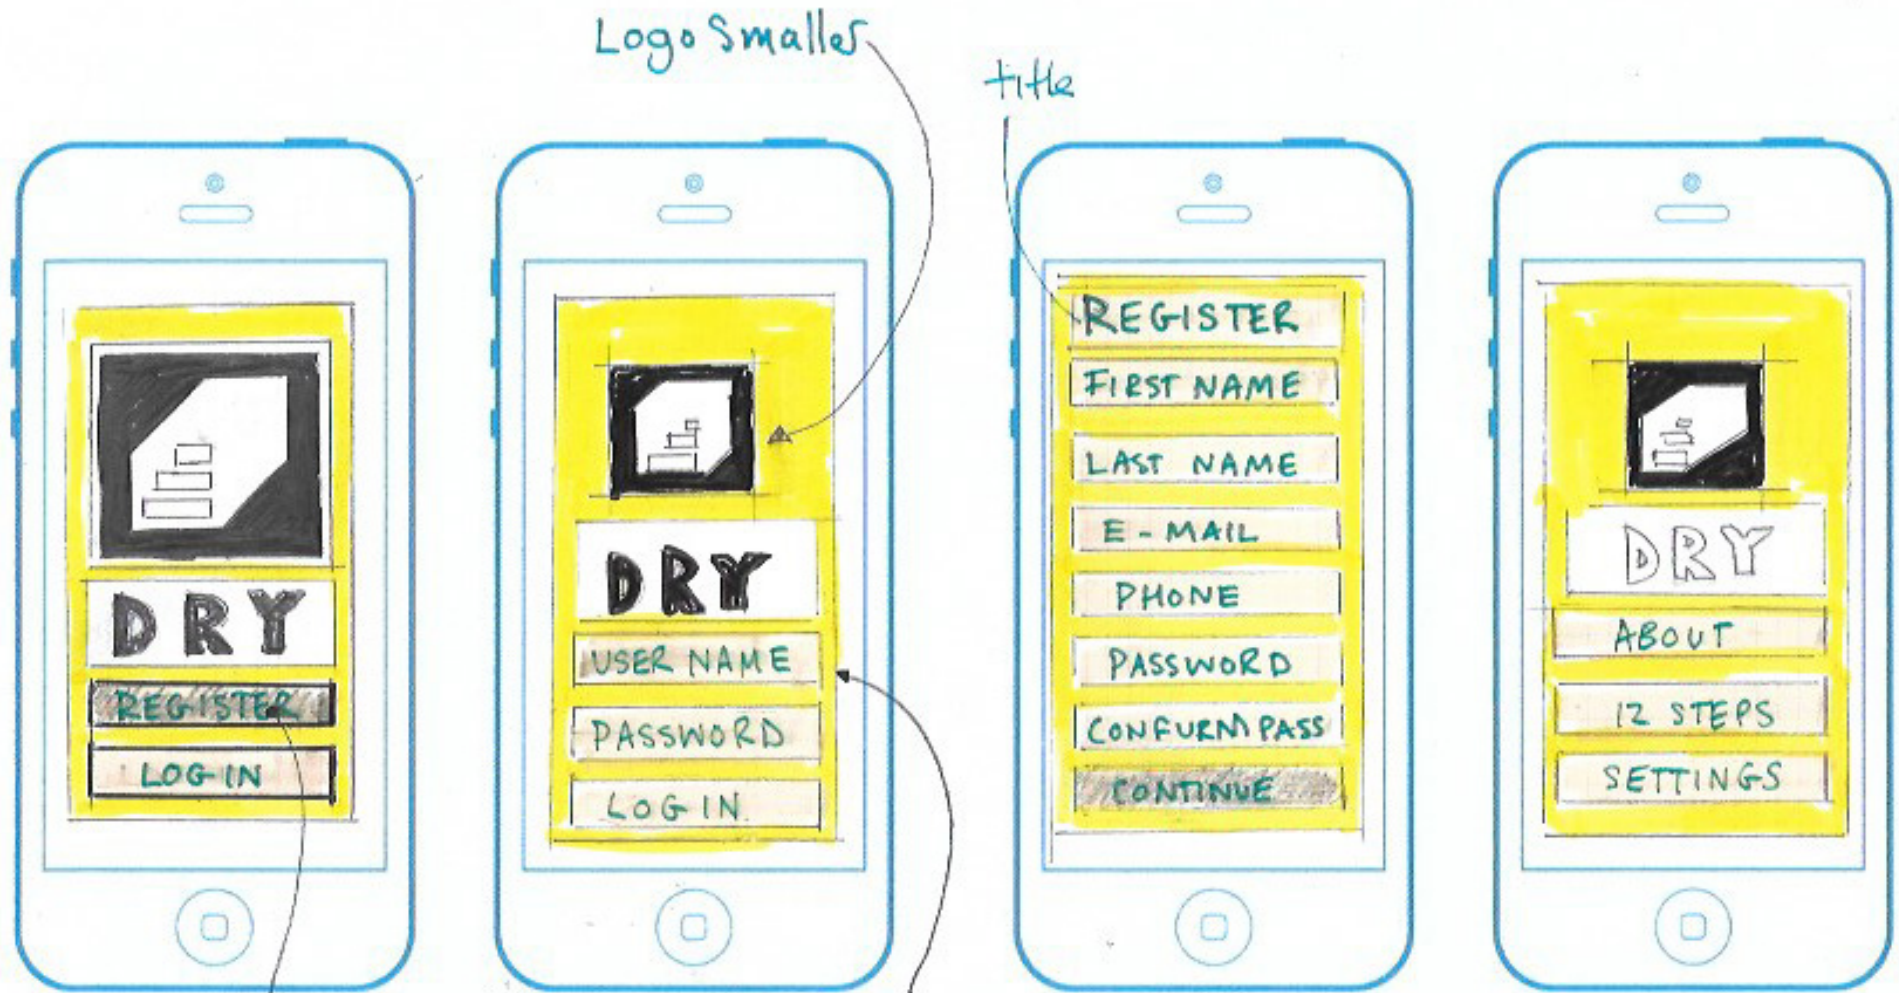 Logo Smaller
title
DRY
REGISTER
LOG IN
DRY
USER NAME
PASSWORD
LOG IN
REGISTER
FIRST NAME
LAST NAME
E - MAIL
PHONE
PASSWORD
CONFURM PASS
CONTINUE
DRY
ABOUT
12 STEPS
SETTINGS